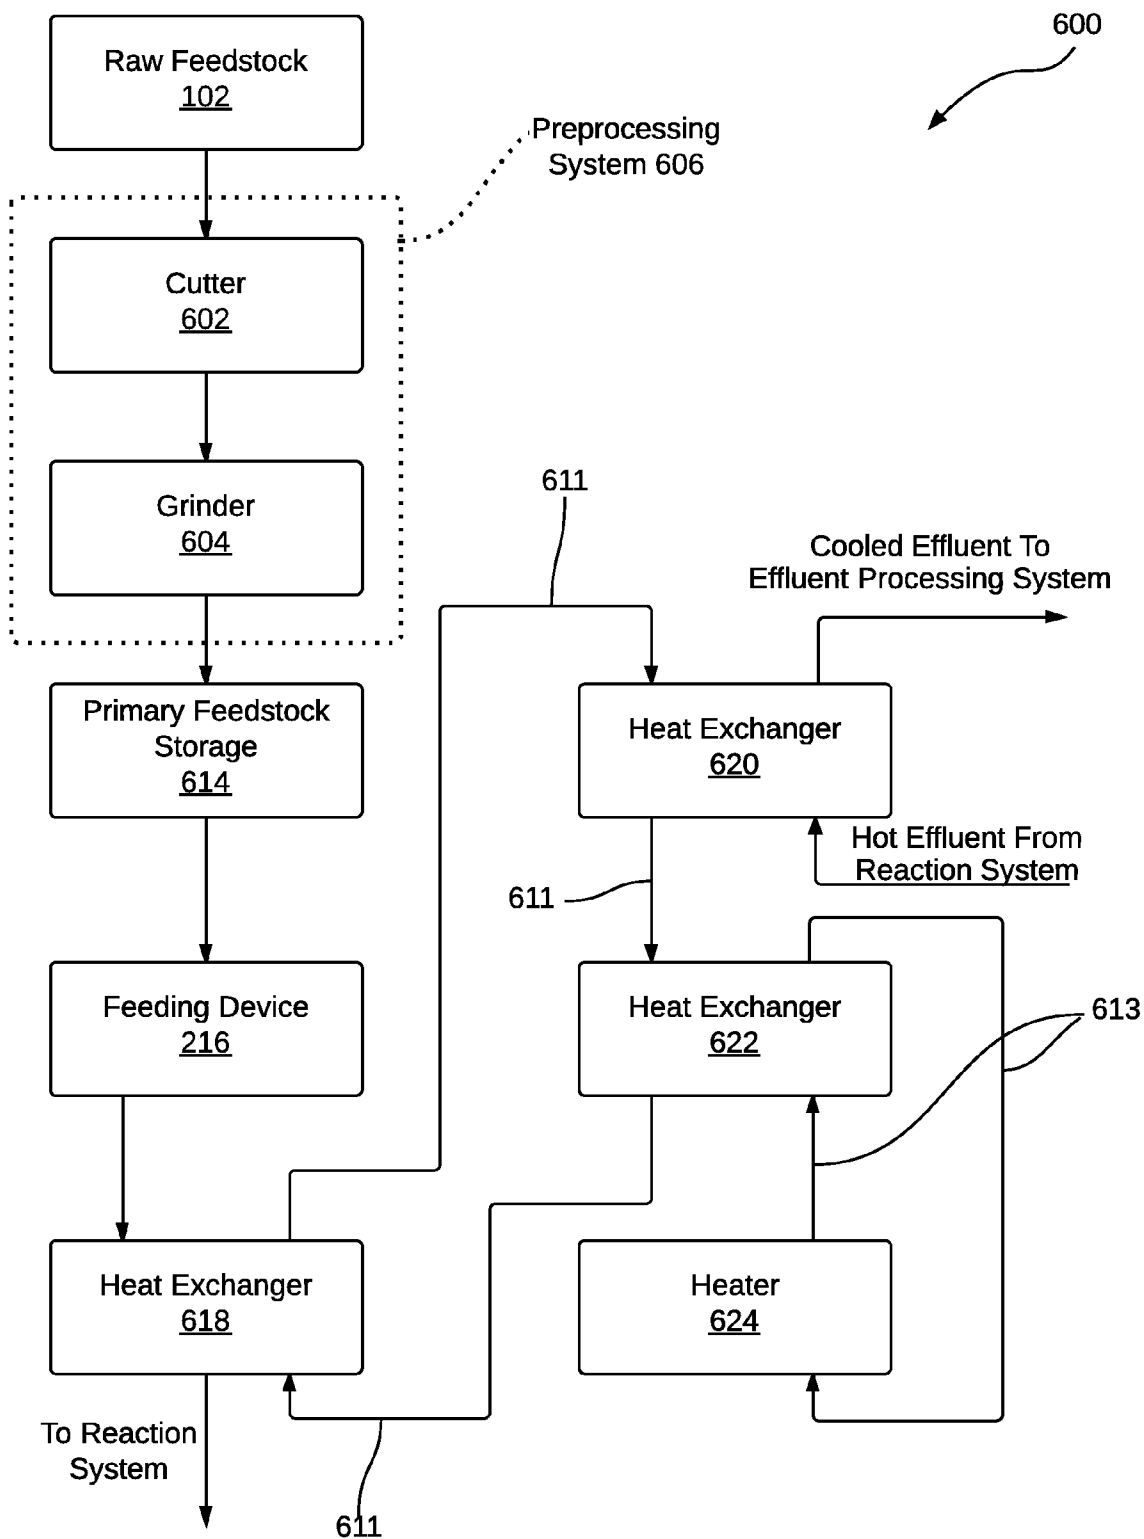 600
Raw Feedstock
102
Preprocessing
System 606
Cutter
602
Grinder
604
611
Cooled Effluent To
Effluent Processing System
Primary Feedstock
Storage
614
Heat Exchanger
620
Hot Effluent From
Reaction System
611
Feeding Device
216
Heat Exchanger
622
613
Heat Exchanger
618
Heater
624
To Reaction
System
611